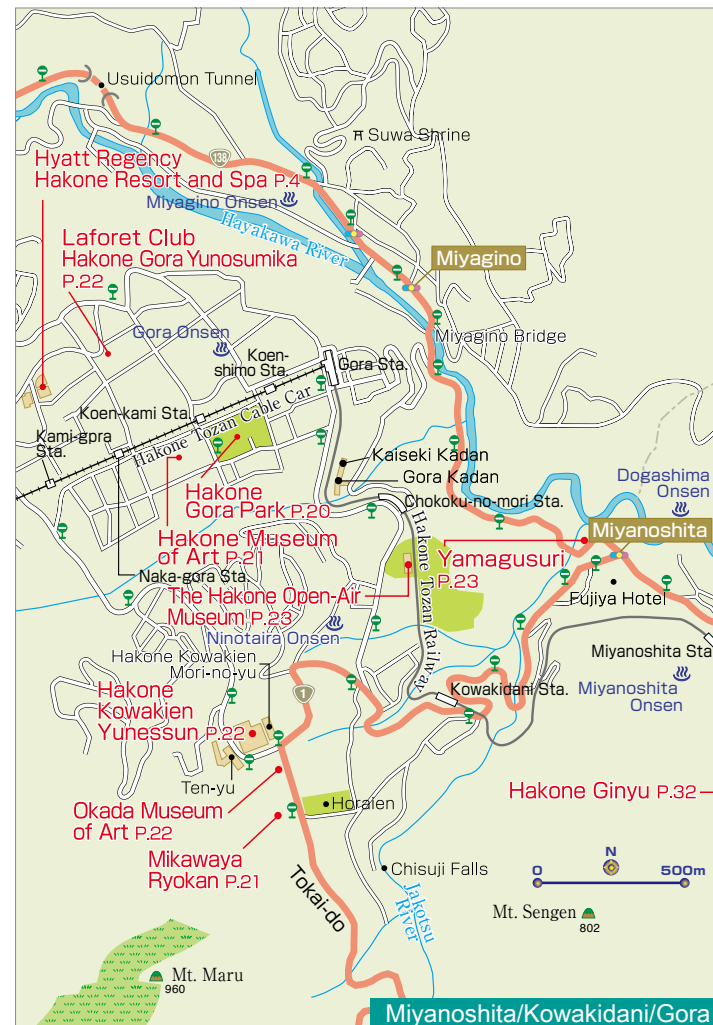 Usuidomon Tunnel
Suwa Shrine
138
Hyatt Regency
Hakone Resort and Spa P.4
Miyagino Onsen
Hayakawa River
Laforet Club
Hakone Gora Yunosumika
P.22
Miyagino
Miyagino Bridge
Gora Onsen
Koen-
shimo Sta.
Gora Sta.
Koen-kami Sta.
Hakone Tozan Cable Car
Kami-gpra
Sta.
Kaiseki Kadan
Gora Kadan
Chokoku-no-mori Sta.
Dogashima
Onsen
Hakone
Gora Park P.20
Hakone Museum
of Art P.21
Miyanoshita
Yamagusuri
P.23
Hakone Tozan Railway
Naka-gora Sta.
The Hakone Open-Air
Museum P.23
Fujiya Hotel
Ninotaira Onsen
Miyanoshita Sta
Hakone Kowakien
Mori-no-yu
1
Kowakidani Sta.
Miyanoshita
Onsen
Hakone
Kowakien
Yunessun P.22
Ten-yu
Hakone Ginyu P.32
Okada Museum
of Art P.22
Horaien
Mikawaya
Ryokan P.21
Chisuji Falls
N
0 500m
Tokai-do
Jakotsu
River
Mt. Sengen
802
Mt. Maru
960
Miyanoshita/Kowakidani/Gora